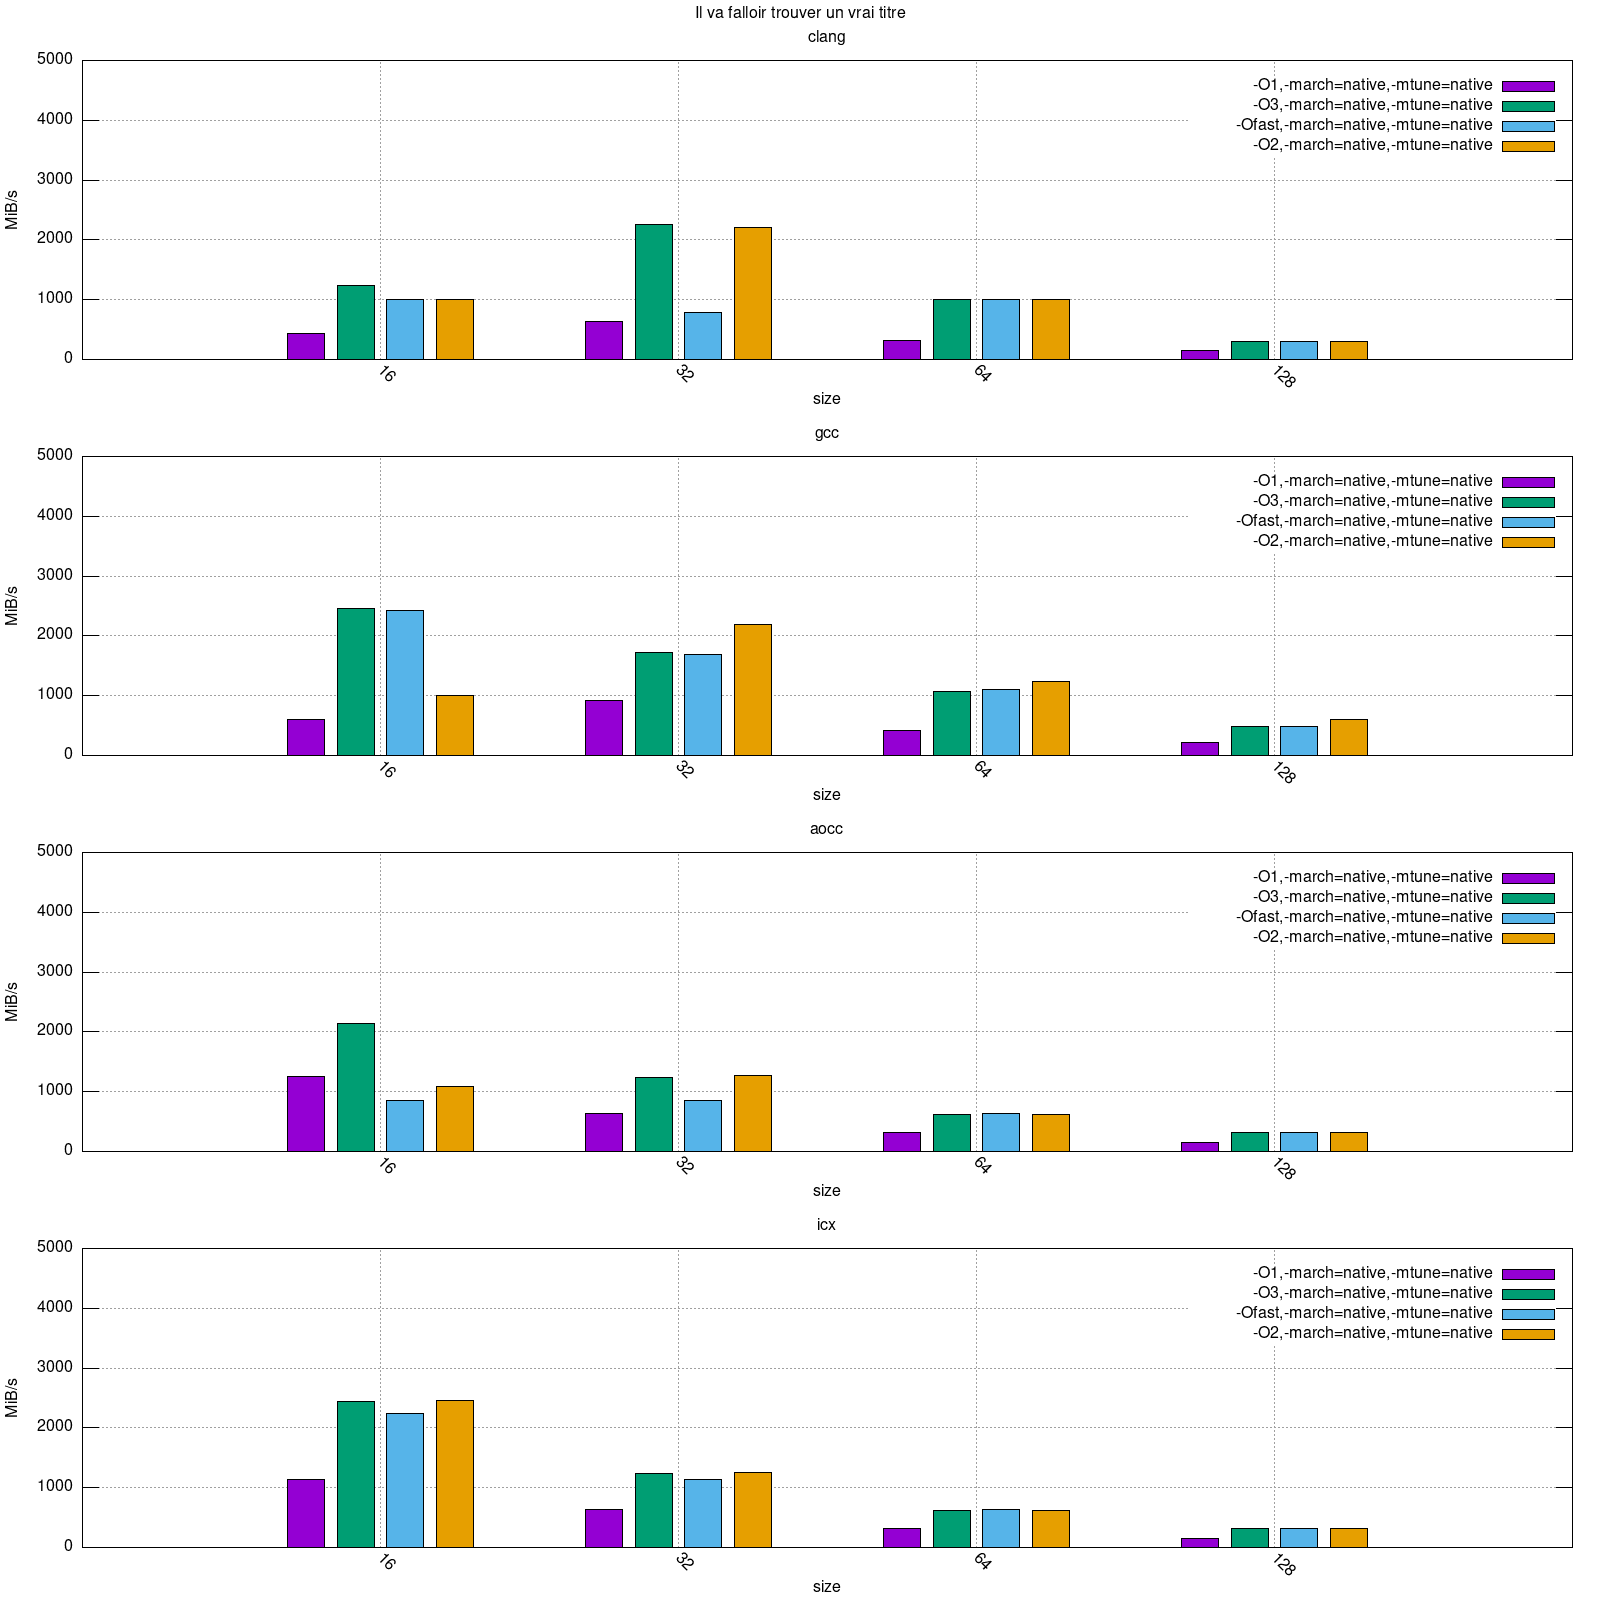 Il va falloir trouver un vrai titre
clang
5000
4000
3000
2000
1000
0
MiB/s
-O1,-march=native,-mtune=native
-O3,-march=native,-mtune=native
-Ofast,-march=native,-mtune=native
-O2,-march=native,-mtune=native
16 32 64 128
size
gcc
5000
4000
3000
2000
1000
0
MiB/s
-O1,-march=native,-mtune=native
-O3,-march=native,-mtune=native
-Ofast,-march=native,-mtune=native
-O2,-march=native,-mtune=native
16 32 64 128
size
aocc
5000
4000
3000
2000
1000
0
MiB/s
-O1,-march=native,-mtune=native
-O3,-march=native,-mtune=native
-Ofast,-march=native,-mtune=native
-O2,-march=native,-mtune=native
16 32 64 128
size
icx
5000
4000
3000
2000
1000
0
MiB/s
-O1,-march=native,-mtune=native
-O3,-march=native,-mtune=native
-Ofast,-march=native,-mtune=native
-O2,-march=native,-mtune=native
16 32 64 128
size